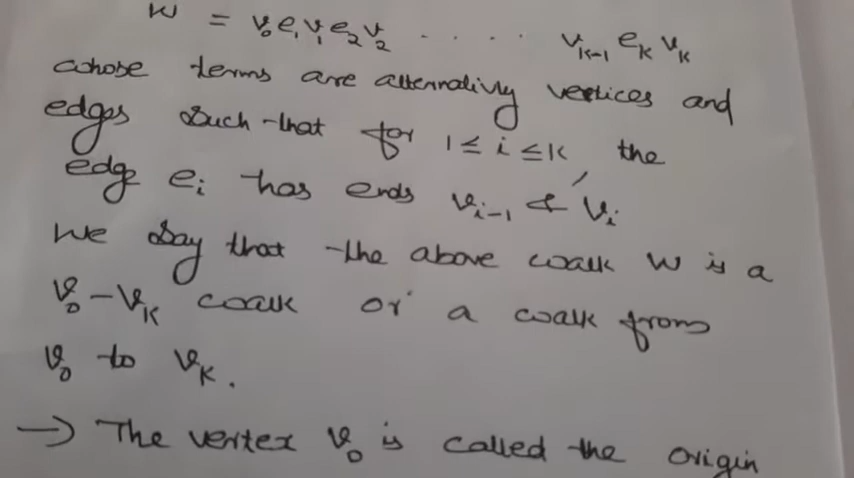 W = v₀e₁v₁e₂v₂ . . . . . vₖ₋₁ eₖ vₖ
whose terms are alternativly vertices and
edges such that for 1 ≤ i ≤ k, the
edge eᵢ has ends vᵢ₋₁ & vᵢ
We say that the above walk W is a
v₀ - vₖ walk or a walk from
v₀ to vₖ.
→ The vertex v₀ is called the origin